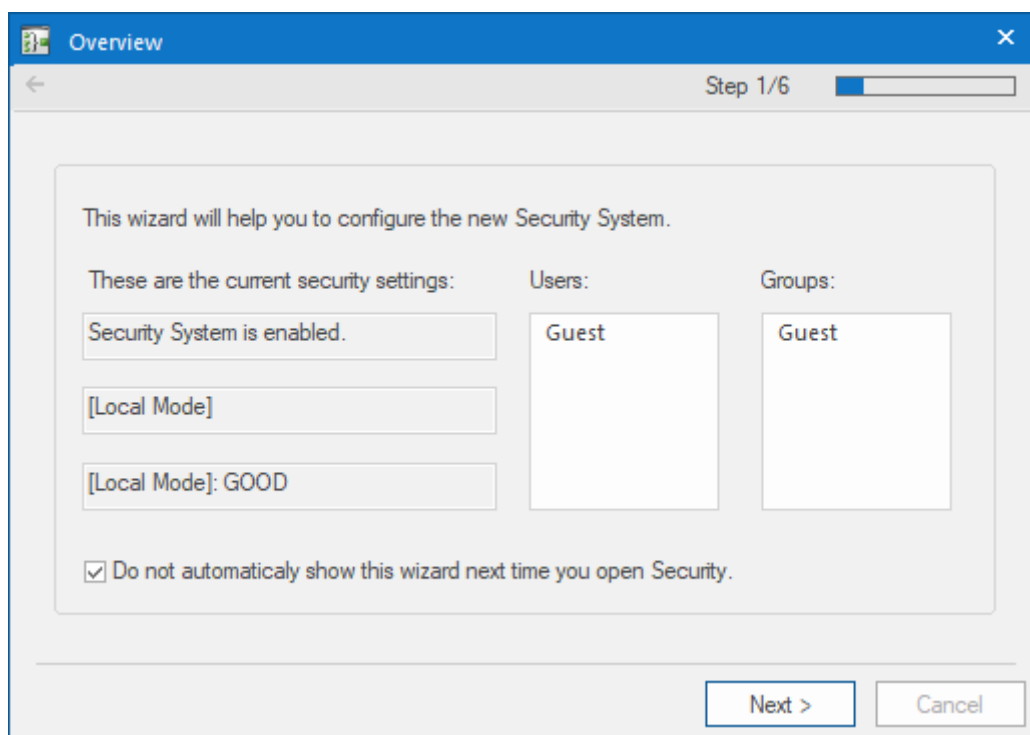 Overview
Step 1/6
This wizard will help you to configure the new Security System.
These are the current security settings:
Users:
Groups:
Security System is enabled.
Guest
Guest
[Local Mode]
[Local Mode]: GOOD
Do not automaticaly show this wizard next time you open Security.
Next >
Cancel